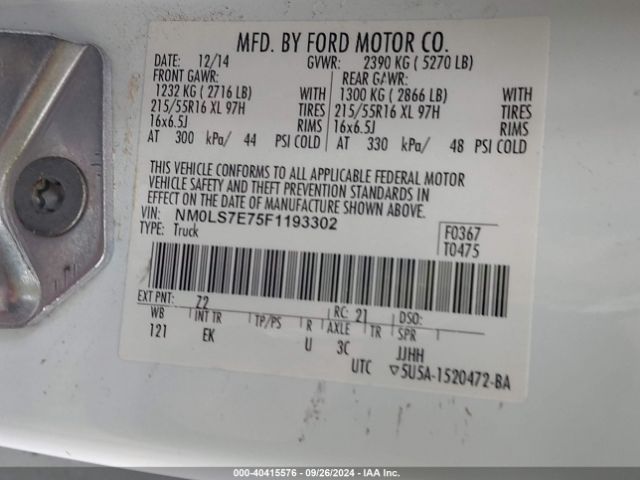 MFD. BY FORD MOTOR CO.
DATE: 12/14 GVWR: 2390 KG ( 5270 LB)
FRONT GAWR: REAR GAWR:
1232 KG ( 2716 LB) WITH 1300 KG ( 2866 LB) WITH
215/55R16 XL 97H TIRES 215/55R16 XL 97H TIRES
16x6.5J RIMS 16x6.5J RIMS
AT 300 kPa/ 44 PSI COLD AT 330 kPa/ 48 PSI COLD
THIS VEHICLE CONFORMS TO ALL APPLICABLE FEDERAL MOTOR
VEHICLE SAFETY AND THEFT PREVENTION STANDARDS IN
EFFECT ON THE DATE OF MANUFACTURE SHOWN ABOVE.
VIN: NM0LS7E75F1193302 F0367
TYPE: Truck T0475
EXT PNT: Z2 RC: 21 DSO:
WB INT TR TP/PS R AXLE TR SPR
121 EK U 3C JJHH
UTC ▽5U5A-1520472-BA
00-40415576 - 09/26/2024 - IAA Inc.